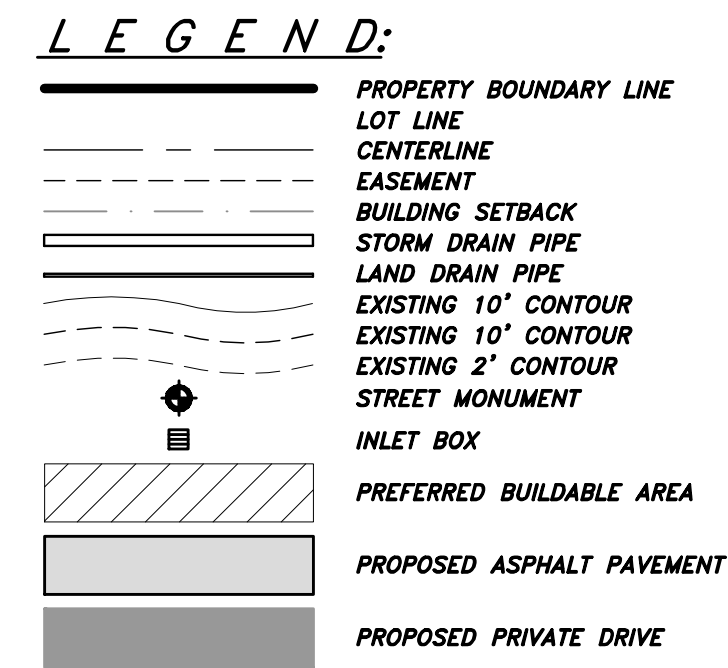 LEGEND:
PROPERTY BOUNDARY LINE
LOT LINE
CENTERLINE
EASEMENT
BUILDING SETBACK
STORM DRAIN PIPE
LAND DRAIN PIPE
EXISTING 10' CONTOUR
EXISTING 10' CONTOUR
EXISTING 2' CONTOUR
STREET MONUMENT
INLET BOX
PREFERRED BUILDABLE AREA
PROPOSED ASPHALT PAVEMENT
PROPOSED PRIVATE DRIVE